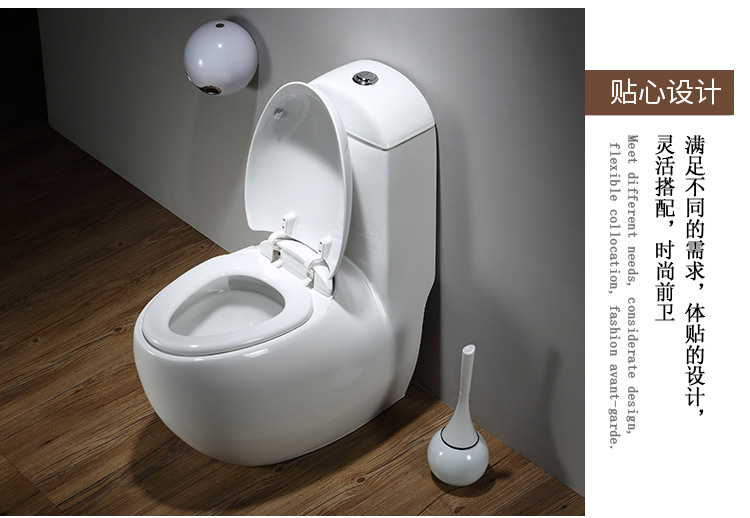 贴心设计
满足不同的需求，体贴的设计，
灵活搭配，时尚前卫
Meet different needs, considerate design,
flexible collocation, fashion avant-garde.